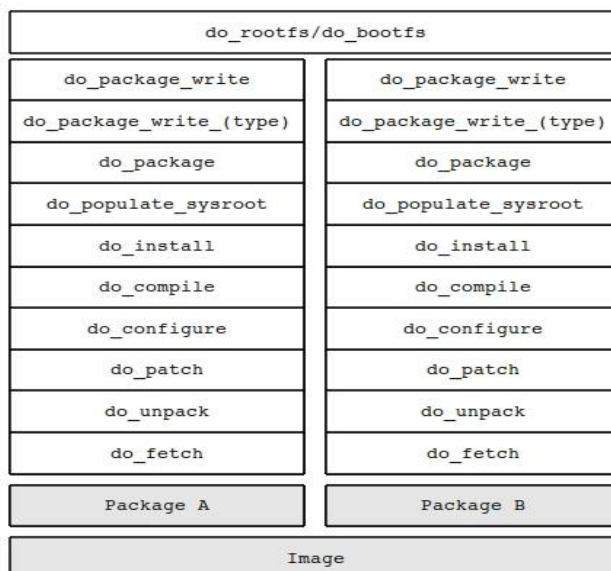 do_rootfs/do_bootfs
do_package_write do_package_write
do_package_write_(type) do_package_write_(type)
do_package do_package
do_populate_sysroot do_populate_sysroot
do_install do_install
do_compile do_compile
do_configure do_configure
do_patch do_patch
do_unpack do_unpack
do_fetch do_fetch
Package A Package B
Image